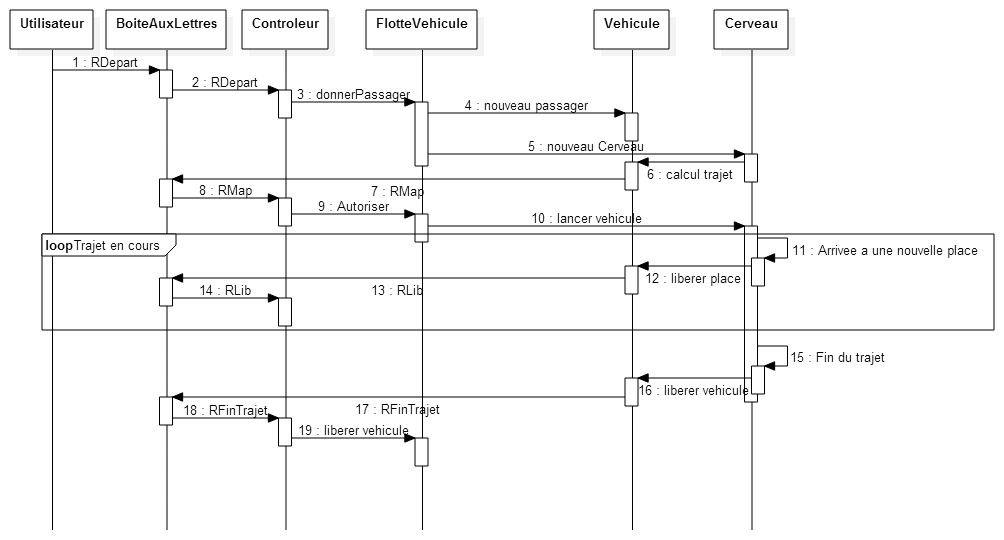 Utilisateur
BoiteAuxLettres
Controleur
FlotteVehicule
Vehicule
Cerveau
1 : RDepart
2 : RDepart
3 : donnerPassager
4 : nouveau passager
5 : nouveau Cerveau
6 : calcul trajet
7 : RMap
8 : RMap
9 : Autoriser
10 : lancer vehicule
loop Trajet en cours
11 : Arrivee a une nouvelle place
12 : liberer place
13 : RLib
14 : RLib
15 : Fin du trajet
16 : liberer vehicule
17 : RFinTrajet
18 : RFinTrajet
19 : liberer vehicule